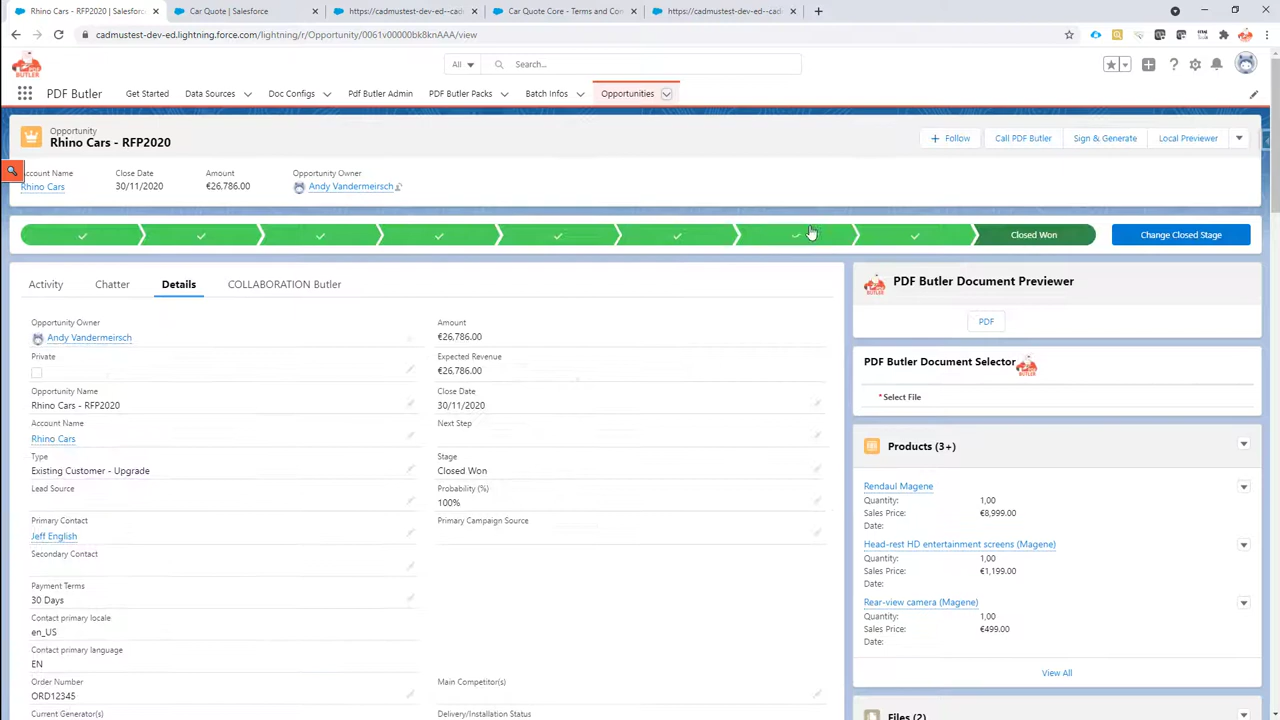 Rhino Cars - RFP2020 | Salesforc
Car Quote | Salesforce
https://cadmustest-dev-ed--cad
Car Quote Core - Terms and Con
https://cadmustest-dev-ed--cad
cadmustest-dev-ed.lightning.force.com/lightning/r/Opportunity/0061v00000bk8knAAA/view
BUTLER
All
Search...
PDF Butler
Get Started
Data Sources
Doc Configs
Pdf Butler Admin
PDF Butler Packs
Batch Infos
Opportunities
Opportunity
Rhino Cars - RFP2020
Follow
Call PDF Butler
Sign & Generate
Local Previewer
ccount Name
Close Date
Amount
Opportunity Owner
Rhino Cars
30/11/2020
€26,786.00
Andy Vandermeirsch
Closed Won
Change Closed Stage
Activity
Chatter
Details
COLLABORATION Butler
Opportunity Owner
Andy Vandermeirsch
Private
Opportunity Name
Rhino Cars - RFP2020
Account Name
Rhino Cars
Type
Existing Customer - Upgrade
Lead Source
Primary Contact
Jeff English
Secondary Contact
Payment Terms
30 Days
Contact primary locale
en_US
Contact primary language
EN
Order Number
ORD12345
Current Generator(s)
Amount
€26,786.00
Expected Revenue
€26,786.00
Close Date
30/11/2020
Next Step
Stage
Closed Won
Probability (%)
100%
Primary Campaign Source
Main Competitor(s)
Delivery/Installation Status
PDF Butler Document Previewer
PDF
PDF Butler Document Selector
*Select File
Products (3+)
Rendaul Magene
Quantity: 1,00
Sales Price: €8,999.00
Date:
Head-rest HD entertainment screens (Magene)
Quantity: 1,00
Sales Price: €1,199.00
Date:
Rear-view camera (Magene)
Quantity: 1,00
Sales Price: €499.00
Date:
View All
Files (2)